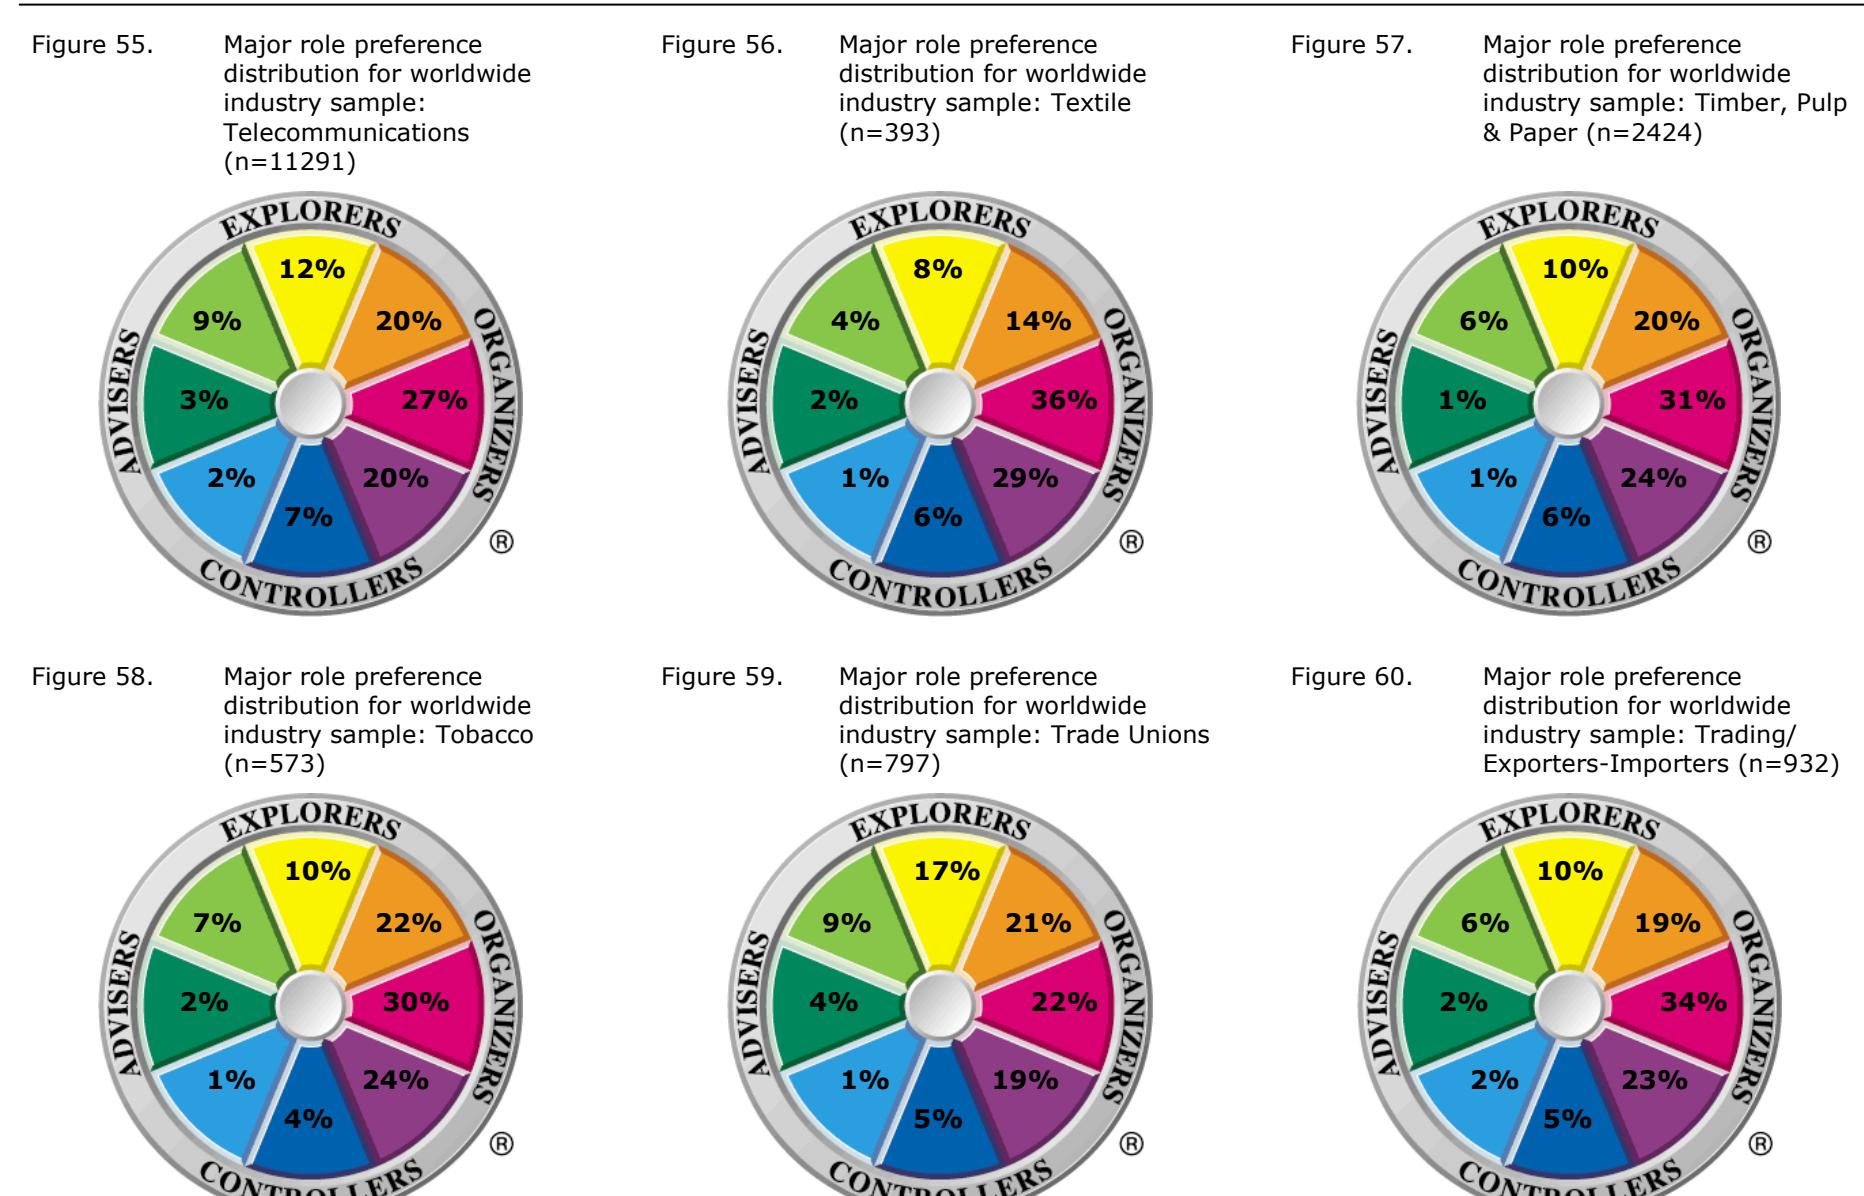 Figure 55.
Major role preference
distribution for worldwide
industry sample:
Telecommunications
(n=11291)
EXPLORERS
ORGANIZERS
CONTROLLERS
ADVISERS
12%
20%
27%
20%
7%
2%
3%
9%
®
Figure 56.
Major role preference
distribution for worldwide
industry sample: Textile
(n=393)
EXPLORERS
ORGANIZERS
CONTROLLERS
ADVISERS
8%
14%
36%
29%
6%
1%
2%
4%
®
Figure 57.
Major role preference
distribution for worldwide
industry sample: Timber, Pulp
& Paper (n=2424)
EXPLORERS
ORGANIZERS
CONTROLLERS
ADVISERS
10%
20%
31%
24%
6%
1%
1%
6%
®
Figure 58.
Major role preference
distribution for worldwide
industry sample: Tobacco
(n=573)
EXPLORERS
ORGANIZERS
CONTROLLERS
ADVISERS
10%
22%
30%
24%
4%
1%
2%
7%
®
Figure 59.
Major role preference
distribution for worldwide
industry sample: Trade Unions
(n=797)
EXPLORERS
ORGANIZERS
CONTROLLERS
ADVISERS
17%
21%
22%
19%
5%
1%
4%
9%
®
Figure 60.
Major role preference
distribution for worldwide
industry sample: Trading/
Exporters-Importers (n=932)
EXPLORERS
ORGANIZERS
CONTROLLERS
ADVISERS
10%
19%
34%
23%
5%
2%
2%
6%
®